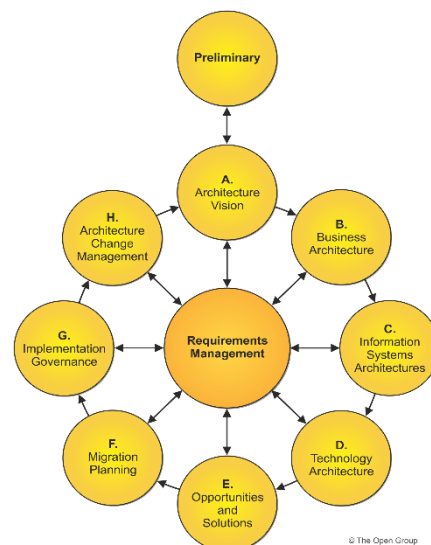 Preliminary
A.
Architecture
Vision
B.
Business
Architecture
C.
Information
Systems
Architectures
D.
Technology
Architecture
E.
Opportunities
and
Solutions
F.
Migration
Planning
G.
Implementation
Governance
H.
Architecture
Change
Management
Requirements
Management
© The Open Group